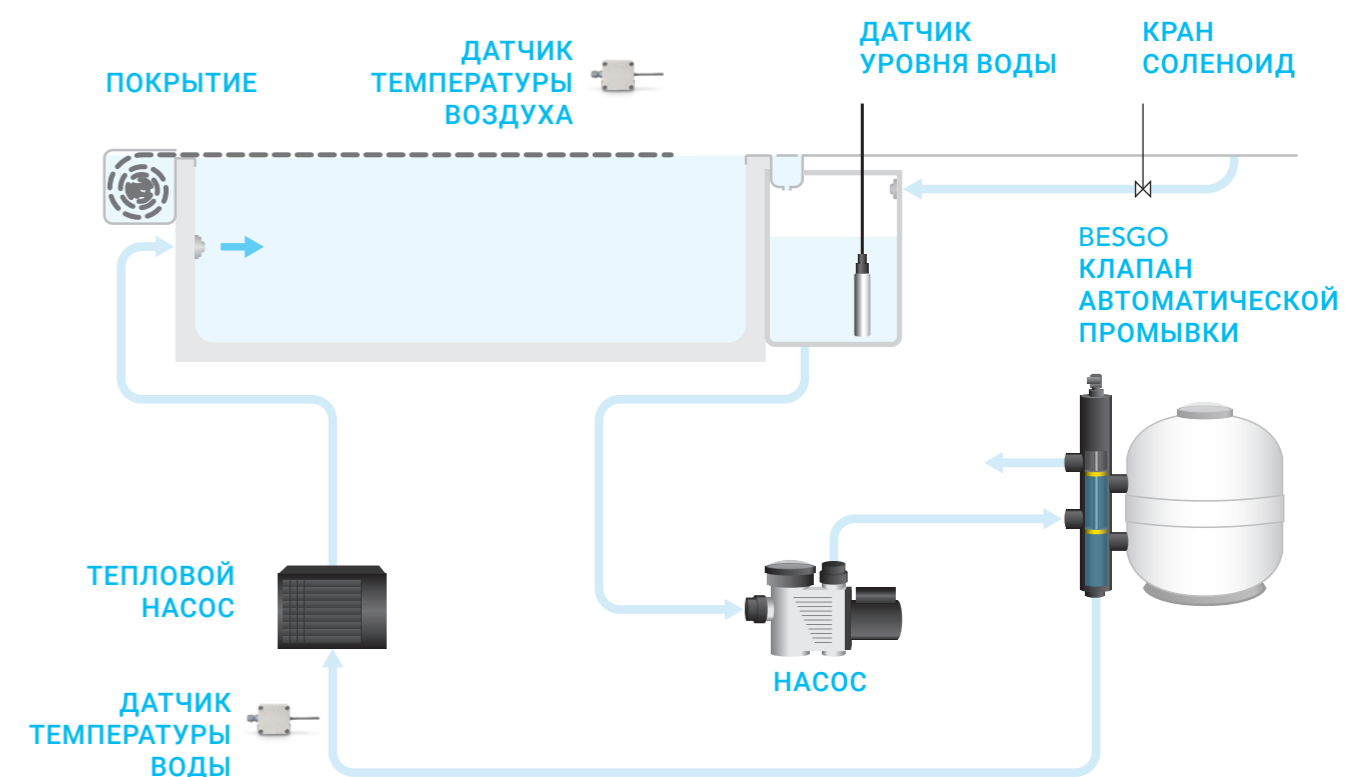 ПОКРЫТИЕ
ДАТЧИК
ТЕМПЕРАТУРЫ
ВОЗДУХА
ДАТЧИК
УРОВНЯ ВОДЫ
КРАН
СОЛЕНОИД
BESGO
КЛАПАН
АВТОМАТИЧЕСКОЙ
ПРОМЫВКИ
ТЕПЛОВОЙ
НАСОС
НАСОС
ДАТЧИК
ТЕМПЕРАТУРЫ
ВОДЫ